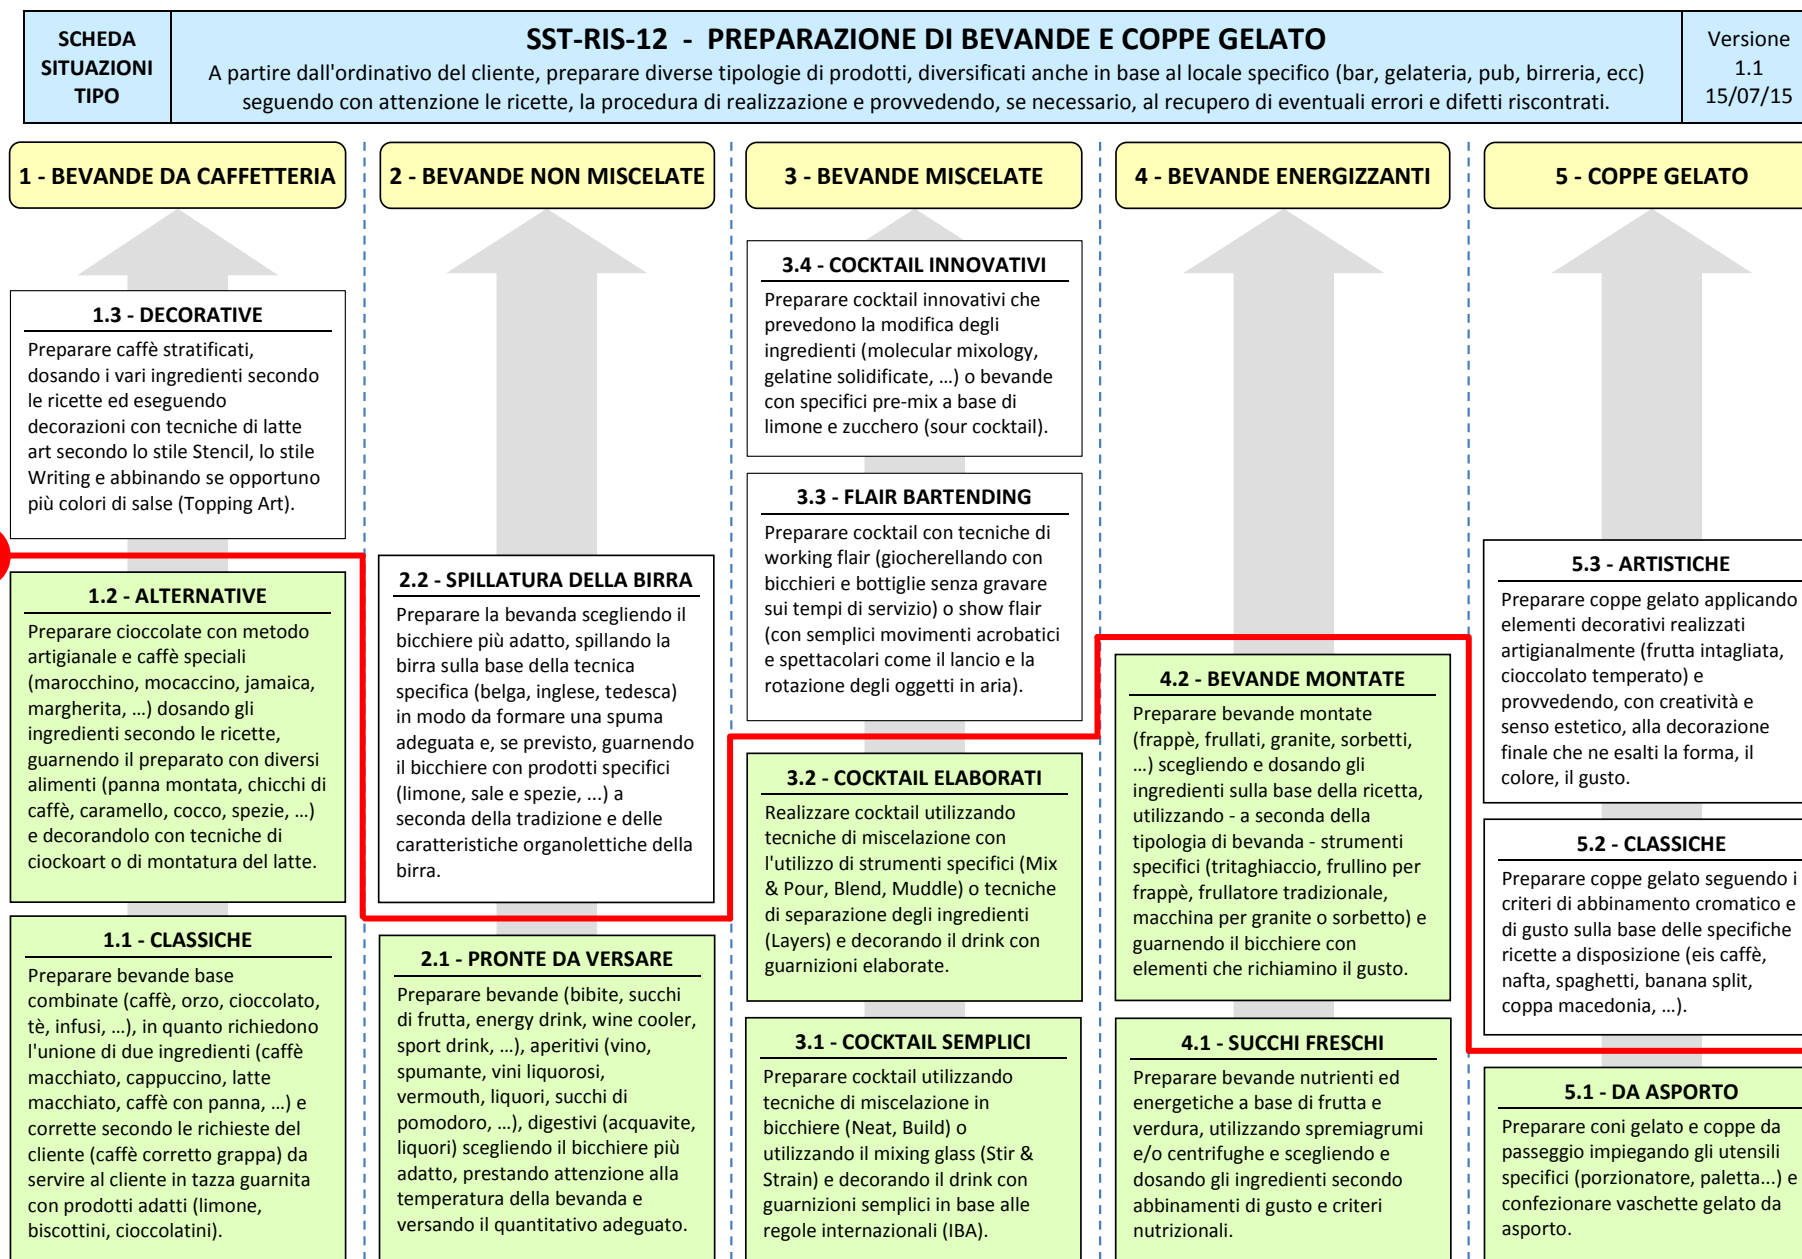 SCHEDA
SITUAZIONI
TIPO
SST-RIS-12 - PREPARAZIONE DI BEVANDE E COPPE GELATO
A partire dall'ordinativo del cliente, preparare diverse tipologie di prodotti, diversificati anche in base al locale specifico (bar, gelateria, pub, birreria, ecc)
seguendo con attenzione le ricette, la procedura di realizzazione e provvedendo, se necessario, al recupero di eventuali errori e difetti riscontrati.
Versione
1.1
15/07/15
1 - BEVANDE DA CAFFETTERIA
1.3 - DECORATIVE
Preparare caffè stratificati,
dosando i vari ingredienti secondo
le ricette ed eseguendo
decorazioni con tecniche di latte
art secondo lo stile Stencil, lo stile
Writing e abbinando se opportuno
più colori di salse (Topping Art).
1.2 - ALTERNATIVE
Preparare cioccolate con metodo
artigianale e caffè speciali
(marocchino, mocaccino, jamaica,
margherita, …) dosando gli
ingredienti secondo le ricette,
guarnendo il preparato con diversi
alimenti (panna montata, chicchi di
caffè, caramello, cocco, spezie, …)
e decorandolo con tecniche di
ciockoart o di montatura del latte.
1.1 - CLASSICHE
Preparare bevande base
combinate (caffè, orzo, cioccolato,
tè, infusi, …), in quanto richiedono
l'unione di due ingredienti (caffè
macchiato, cappuccino, latte
macchiato, caffè con panna, …) e
corrette secondo le richieste del
cliente (caffè corretto grappa) da
servire al cliente in tazza guarnita
con prodotti adatti (limone,
biscottini, cioccolatini).
2 - BEVANDE NON MISCELATE
2.2 - SPILLATURA DELLA BIRRA
Preparare la bevanda scegliendo il
bicchiere più adatto, spillando la
birra sulla base della tecnica
specifica (belga, inglese, tedesca)
in modo da formare una spuma
adeguata e, se previsto, guarnendo
il bicchiere con prodotti specifici
(limone, sale e spezie, ...) a
seconda della tradizione e delle
caratteristiche organolettiche della
birra.
2.1 - PRONTE DA VERSARE
Preparare bevande (bibite, succhi
di frutta, energy drink, wine cooler,
sport drink, …), aperitivi (vino,
spumante, vini liquorosi,
vermouth, liquori, succhi di
pomodoro, …), digestivi (acquavite,
liquori) scegliendo il bicchiere più
adatto, prestando attenzione alla
temperatura della bevanda e
versando il quantitativo adeguato.
3 - BEVANDE MISCELATE
3.4 - COCKTAIL INNOVATIVI
Preparare cocktail innovativi che
prevedono la modifica degli
ingredienti (molecular mixology,
gelatine solidificate, …) o bevande
con specifici pre-mix a base di
limone e zucchero (sour cocktail).
3.3 - FLAIR BARTENDING
Preparare cocktail con tecniche di
working flair (giocherellando con
bicchieri e bottiglie senza gravare
sui tempi di servizio) o show flair
(con semplici movimenti acrobatici
e spettacolari come il lancio e la
rotazione degli oggetti in aria).
3.2 - COCKTAIL ELABORATI
Realizzare cocktail utilizzando
tecniche di miscelazione con
l'utilizzo di strumenti specifici (Mix
& Pour, Blend, Muddle) o tecniche
di separazione degli ingredienti
(Layers) e decorando il drink con
guarnizioni elaborate.
3.1 - COCKTAIL SEMPLICI
Preparare cocktail utilizzando
tecniche di miscelazione in
bicchiere (Neat, Build) o
utilizzando il mixing glass (Stir &
Strain) e decorando il drink con
guarnizioni semplici in base alle
regole internazionali (IBA).
4 - BEVANDE ENERGIZZANTI
4.2 - BEVANDE MONTATE
Preparare bevande montate
(frappè, frullati, granite, sorbetti,
…) scegliendo e dosando gli
ingredienti sulla base della ricetta,
utilizzando - a seconda della
tipologia di bevanda - strumenti
specifici (tritaghiaccio, frullino per
frappè, frullatore tradizionale,
macchina per granite o sorbetto) e
guarnendo il bicchiere con
elementi che richiamino il gusto.
4.1 - SUCCHI FRESCHI
Preparare bevande nutrienti ed
energetiche a base di frutta e
verdura, utilizzando spremiagrumi
e/o centrifughe e scegliendo e
dosando gli ingredienti secondo
abbinamenti di gusto e criteri
nutrizionali.
5 - COPPE GELATO
5.3 - ARTISTICHE
Preparare coppe gelato applicando
elementi decorativi realizzati
artigianalmente (frutta intagliata,
cioccolato temperato) e
provvedendo, con creatività e
senso estetico, alla decorazione
finale che ne esalti la forma, il
colore, il gusto.
5.2 - CLASSICHE
Preparare coppe gelato seguendo i
criteri di abbinamento cromatico e
di gusto sulla base delle specifiche
ricette a disposizione (eis caffè,
nafta, spaghetti, banana split,
coppa macedonia, …).
5.1 - DA ASPORTO
Preparare coni gelato e coppe da
passeggio impiegando gli utensili
specifici (porzionatore, paletta...) e
confezionare vaschette gelato da
asporto.